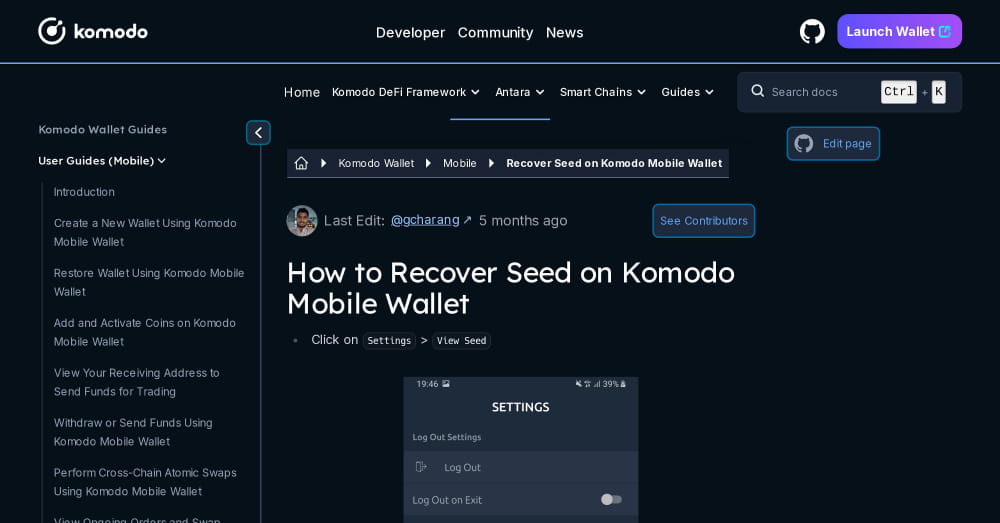 komodo
Developer Community News
Launch Wallet
Home Komodo DeFi Framework Antara Smart Chains Guides
Search docs Ctrl + K
Komodo Wallet Guides
User Guides (Mobile)
Introduction
Create a New Wallet Using Komodo
Mobile Wallet
Restore Wallet Using Komodo Mobile
Wallet
Add and Activate Coins on Komodo
Mobile Wallet
View Your Receiving Address to
Send Funds for Trading
Withdraw or Send Funds Using
Komodo Mobile Wallet
Perform Cross-Chain Atomic Swaps
Using Komodo Mobile Wallet
View Ongoing Orders and Swap
Komodo Wallet Mobile Recover Seed on Komodo Mobile Wallet
Edit page
Last Edit: @gcharang ↗ 5 months ago
See Contributors
How to Recover Seed on Komodo
Mobile Wallet
Click on Settings > View Seed
19:46 39%
SETTINGS
Log Out Settings
Log Out
Log Out on Exit